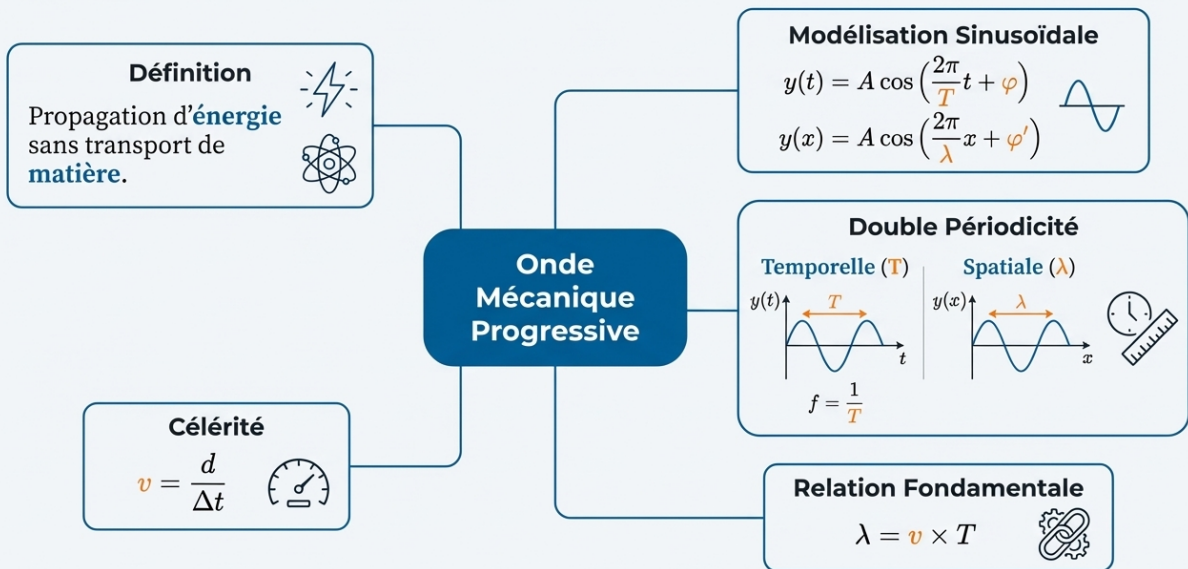 Définition
Propagation d'énergie
sans transport de
matière.
Modélisation Sinusoïdale
y(t) = A cos(2π/T t + φ)
y(x) = A cos(2π/λ x + φ′)
Onde
Mécanique
Progressive
Double Périodicité
Temporelle (T)
y(t)
T
t
f = 1/T
Spatiale (λ)
y(x)
λ
x
Célérité
v = d/Δt
Relation Fondamentale
λ = v × T